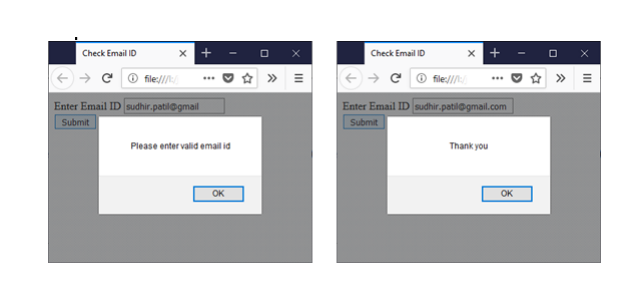 Check Email ID
file:///
Enter Email ID sudhir.patil@gmail
Submit
Please enter valid email id
OK
Check Email ID
file:///
Enter Email ID sudhir.patil@gmail.com
Submit
Thank you
OK